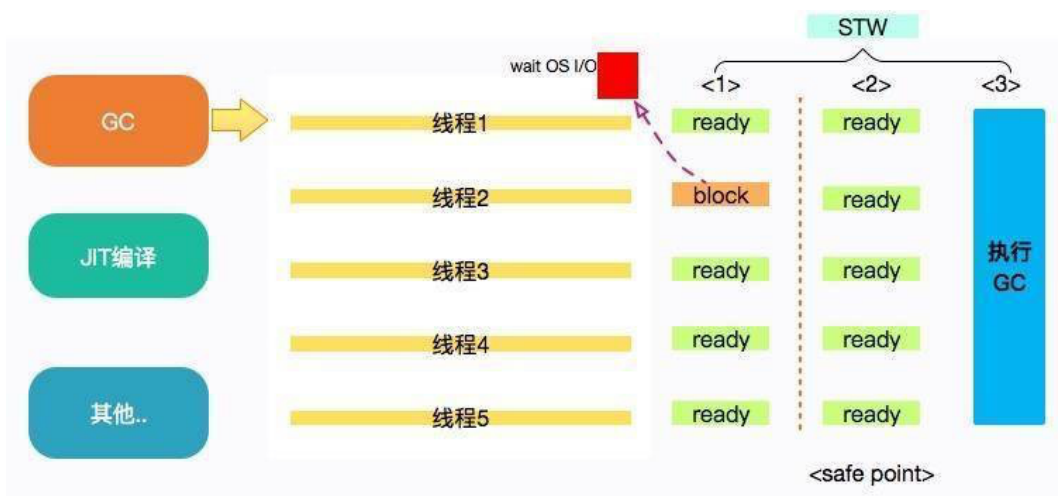 STW
wait OS I/O
<1>
<2>
<3>
GC
线程1
ready
ready
线程2
block
ready
JIT编译
线程3
ready
ready
执行
GC
线程4
ready
ready
其他..
线程5
ready
ready
<safe point>